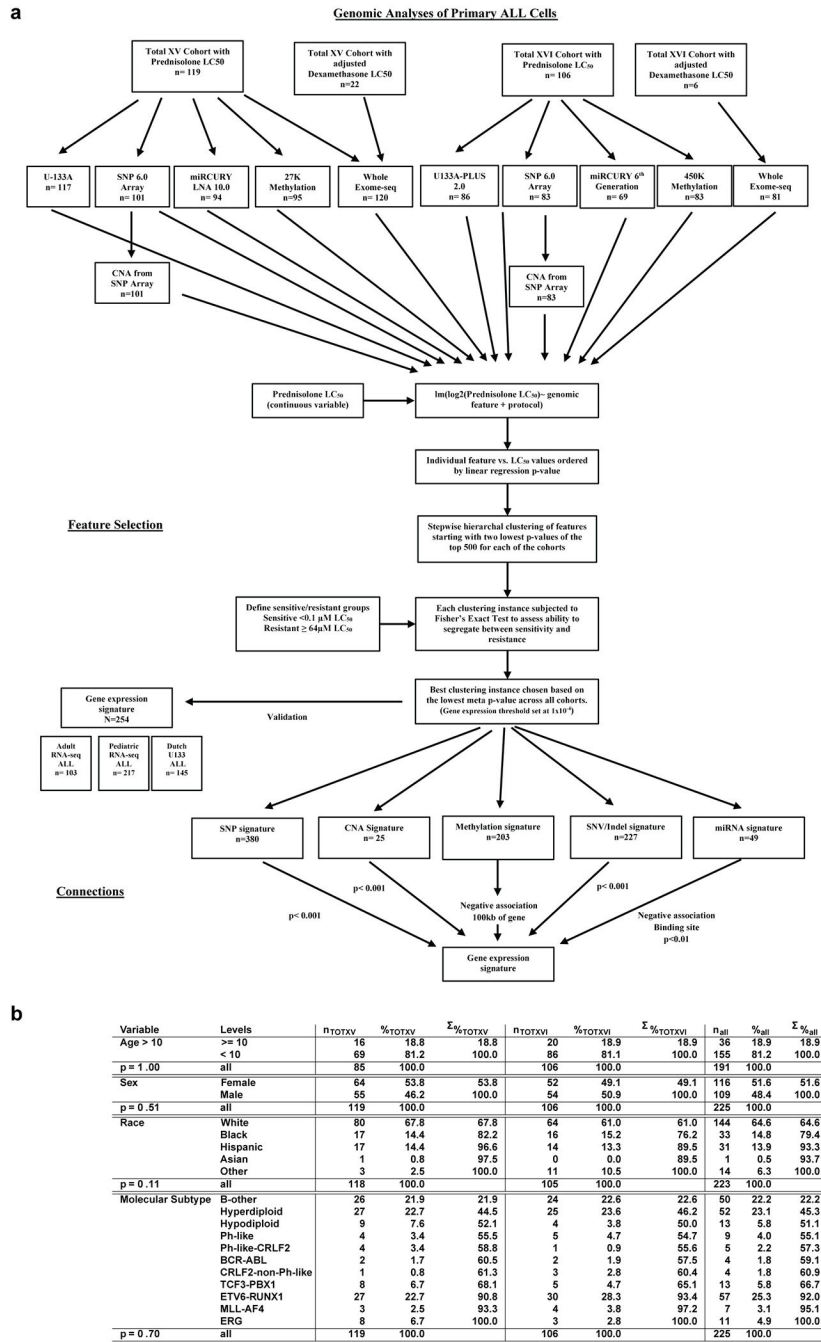 a
Genomic Analyses of Primary ALL Cells
Total XV Cohort with
Prednisolone LC50
n= 119
Total XV Cohort with
adjusted
Dexamethasone LC50
n=22
Total XVI Cohort with
Prednisolone LC₅₀
n= 106
Total XVI Cohort with
adjusted
Dexamethasone LC50
n=6
U-133A
n= 117
SNP 6.0
Array
n= 101
miRCURY
LNA 10.0
n= 94
27K
Methylation
n=95
Whole
Exome-seq
n= 120
U133A-PLUS
2.0
n= 86
SNP 6.0
Array
n= 83
miRCURY 6ᵗʰ
Generation
n= 69
450K
Methylation
n=83
Whole
Exome-seq
n= 81
CNA from
SNP Array
n=101
CNA from
SNP Array
n=83
Prednisolone LC₅₀
(continuous variable)
lm(log2(Prednisolone LC₅₀)~ genomic
feature + protocol)
Individual feature vs. LC₅₀ values ordered
by linear regression p-value
Feature Selection
Stepwise hierarchal clustering of features
starting with two lowest p-values of the
top 500 for each of the cohorts
Define sensitive/resistant groups
Sensitive <0.1 µM LC₅₀
Resistant ≥ 64µM LC₅₀
Each clustering instance subjected to
Fisher's Exact Test to assess ability to
segregate between sensitivity and
resistance
Best clustering instance chosen based on
the lowest meta p-value across all cohorts.
(Gene expression threshold set at 1x10⁻⁸)
Validation
Gene expression
signature
N=254
Adult
RNA-seq
ALL
n= 103
Pediatric
RNA-seq
ALL
n= 217
Dutch
U133
ALL
n= 145
SNP signature
n=380
CNA Signature
n= 25
Methylation signature
n=203
SNV/Indel signature
n=227
miRNA signature
n=49
Connections
p< 0.001
p< 0.001
Negative association
100kb of gene
p< 0.001
Negative association
Binding site
p<0.01
Gene expression
signature
b
Variable Levels n_TOTXV %_TOTXV Σ%_TOTXV n_TOTXVI %_TOTXVI Σ%_TOTXVI n_all %_all Σ%_all
Age > 10 >= 10 16 18.8 18.8 20 18.9 18.9 36 18.9 18.9
< 10 69 81.2 100.0 86 81.1 100.0 155 81.2 100.0
p = 1.00 all 85 100.0 106 100.0 191 100.0
Sex Female 64 53.8 53.8 52 49.1 49.1 116 51.6 51.6
Male 55 46.2 100.0 54 50.9 100.0 109 48.4 100.0
p = 0.51 all 119 100.0 106 100.0 225 100.0
Race White 80 67.8 67.8 64 61.0 61.0 144 64.6 64.6
Black 17 14.4 82.2 16 15.2 76.2 33 14.8 79.4
Hispanic 17 14.4 96.6 14 13.3 89.5 31 13.9 93.3
Asian 1 0.8 97.5 0 0.0 89.5 1 0.5 93.7
Other 3 2.5 100.0 11 10.5 100.0 14 6.3 100.0
p = 0.11 all 118 100.0 105 100.0 223 100.0
Molecular Subtype B-other 26 21.9 21.9 24 22.6 22.6 50 22.2 22.2
Hyperdiploid 27 22.7 44.5 25 23.6 46.2 52 23.1 45.3
Hypodiploid 9 7.6 52.1 4 3.8 50.0 13 5.8 51.1
Ph-like 4 3.4 55.5 5 4.7 54.7 9 4.0 55.1
Ph-like-CRLF2 4 3.4 58.8 1 0.9 55.6 5 2.2 57.3
BCR-ABL 2 1.7 60.5 2 1.9 57.5 4 1.8 59.1
CRLF2-non-Ph-like 1 0.8 61.3 3 2.8 60.4 4 1.8 60.9
TCF3-PBX1 8 6.7 68.1 5 4.7 65.1 13 5.8 66.7
ETV6-RUNX1 27 22.7 90.8 30 28.3 93.4 57 25.3 92.0
MLL-AF4 3 2.5 93.3 4 3.8 97.2 7 3.1 95.1
ERG 8 6.7 100.0 3 2.8 100.0 11 4.9 100.0
p = 0.70 all 119 100.0 106 100.0 225 100.0